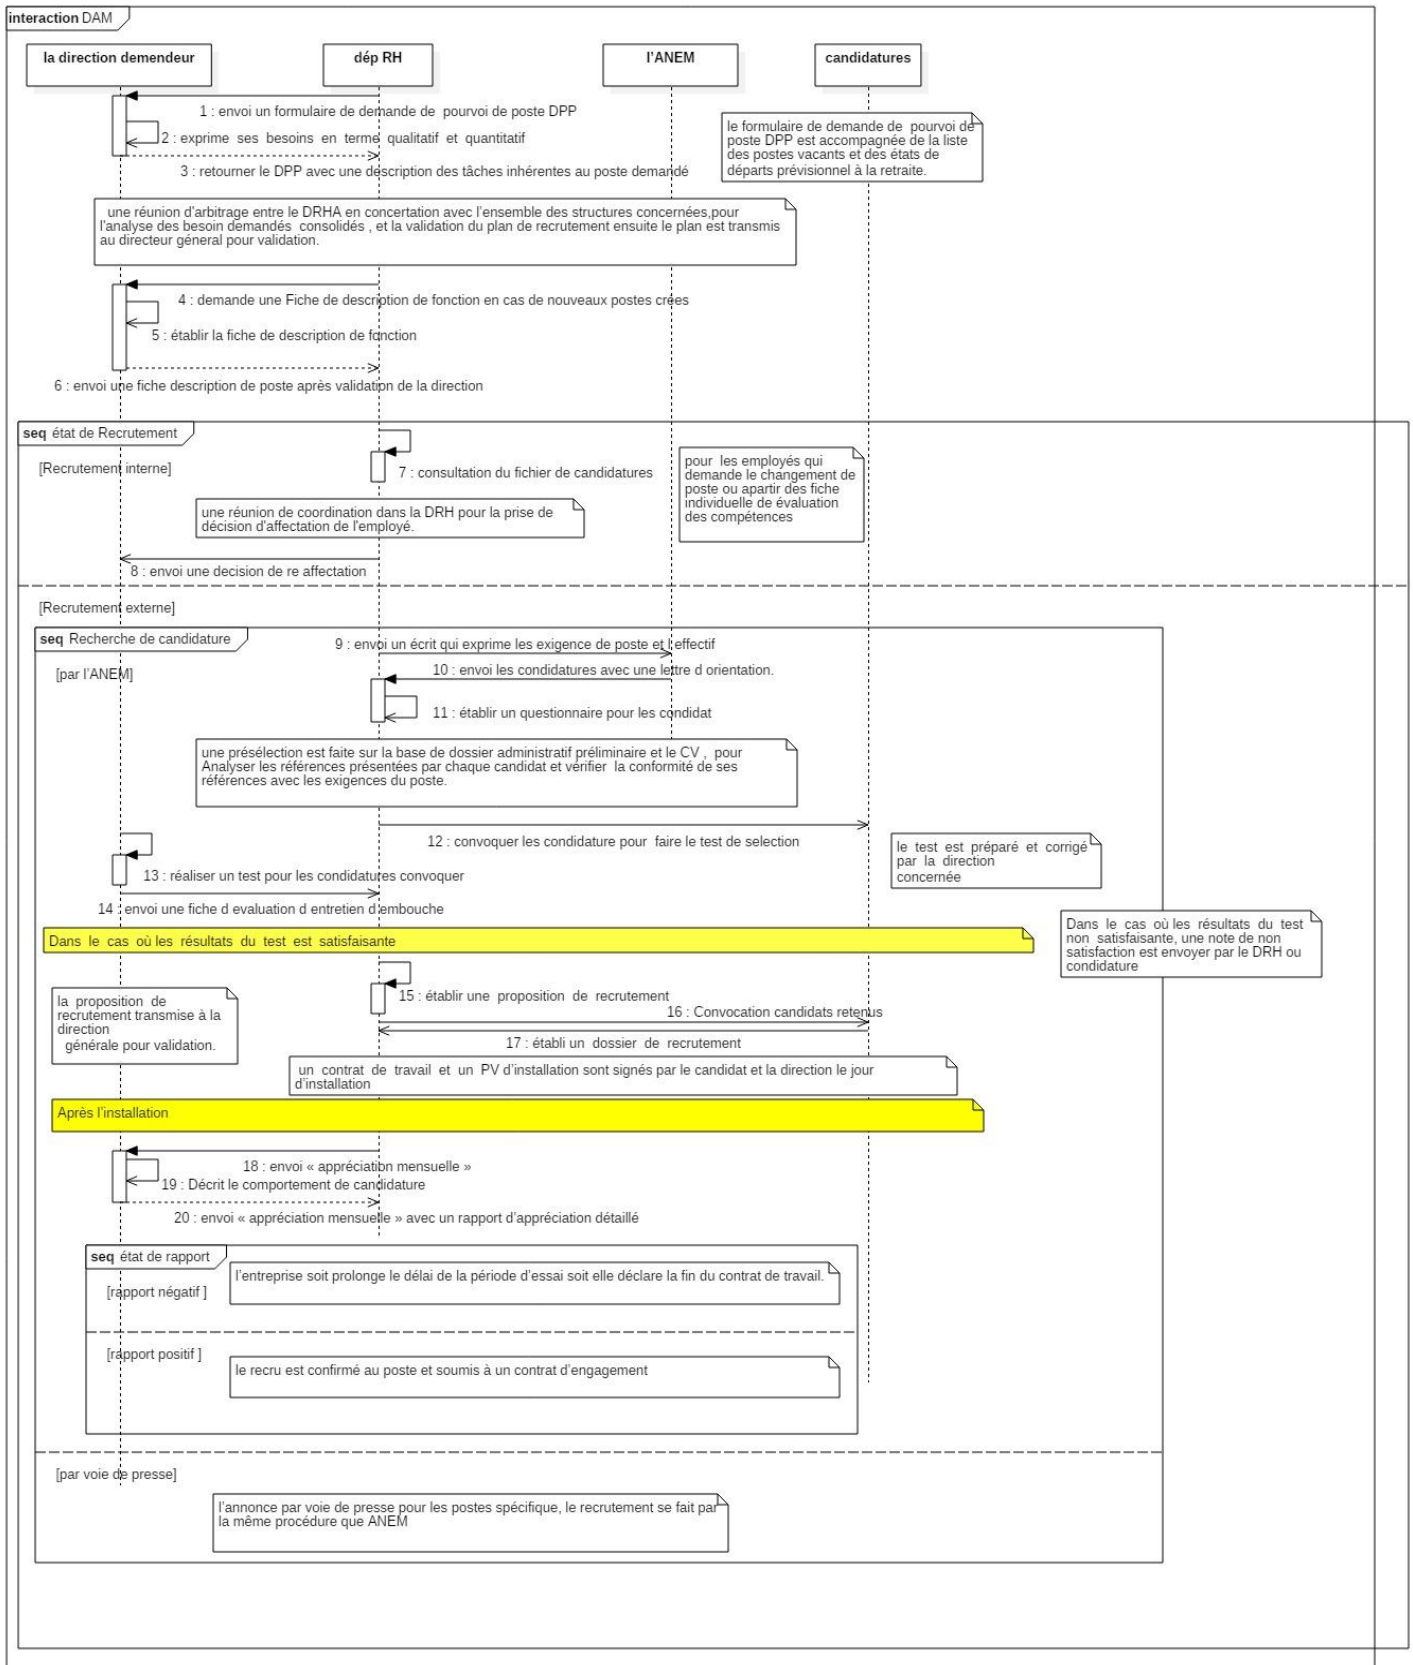 interaction DAM
la direction demendeur
dép RH
l'ANEM
candidatures
1 : envoi un formulaire de demande de pourvoi de poste DPP
le formulaire de demande de pourvoi de
poste DPP est accompagnée de la liste
des postes vacants et des états de
départs prévisionnel à la retraite.
2 : exprime ses besoins en terme qualitatif et quantitatif
3 : retourner le DPP avec une déscription des tâches inhérentes au poste demandé
une réunion d'arbitrage entre le DRHA en concertation avec l'ensemble des structures concernées,pour
l'analyse des besoin demandés consolidés , et la validation du plan de recrutement ensuite le plan est transmis
au directeur géneral pour validation.
4 : demande une Fiche de description de fonction en cas de nouveaux postes crées
5 : établir la fiche de description de fonction
6 : envoi une fiche description de poste après validation de la direction
seq état de Recrutement
[Recrutement interne]
7 : consultation du fichier de candidatures
pour les employés qui
demande le changement de
poste ou apartir des fiche
individuelle de évaluation
des compétences
une réunion de coordination dans la DRH pour la prise de
décision d'affectation de l'employé.
8 : envoi une decision de re affectation
[Recrutement externe]
seq Recherche de candidature
9 : envoi un écrit qui exprime les exigence de poste et l effectif
[par l'ANEM]
10 : envoi les condidatures avec une lettre d orientation.
11 : établir un questionnaire pour les condidat
une présélection est faite sur la base de dossier administratif préliminaire et le CV , pour
Analyser les références présentées par chaque candidat et vérifier la conformité de ses
références avec les exigences du poste.
12 : convoquer les condidature pour faire le test de selection
le test est préparé et corrigé
par la direction
concernée
13 : réaliser un test pour les condidatures convoquer
14 : envoi une fiche d evaluation d entretien d embouche
Dans le cas où les résultats du test
non satisfaisante, une note de non
satisfaction est envoyer par le DRH ou
condidature
Dans le cas où les résultats du test est satisfaisante
la proposition de
recrutement transmise à la
direction
générale pour validation.
15 : établir une proposition de recrutement
16 : Convocation candidats retenus
17 : établi un dossier de recrutement
un contrat de travail et un PV d'installation sont signés par le candidat et la direction le jour
d'installation
Après l'installation
18 : envoi « appréciation mensuelle »
19 : Décrit le comportement de candidature
20 : envoi « appréciation mensuelle » avec un rapport d'appréciation détaillé
seq état de rapport
[rapport négatif ]
l'entreprise soit prolonge le délai de la période d'essai soit elle déclare la fin du contrat de travail.
[rapport positif ]
le recru est confirmé au poste et soumis à un contrat d'engagement
[par voie de presse]
l'annonce par voie de presse pour les postes spécifique, le recrutement se fait par
la même procédure que ANEM